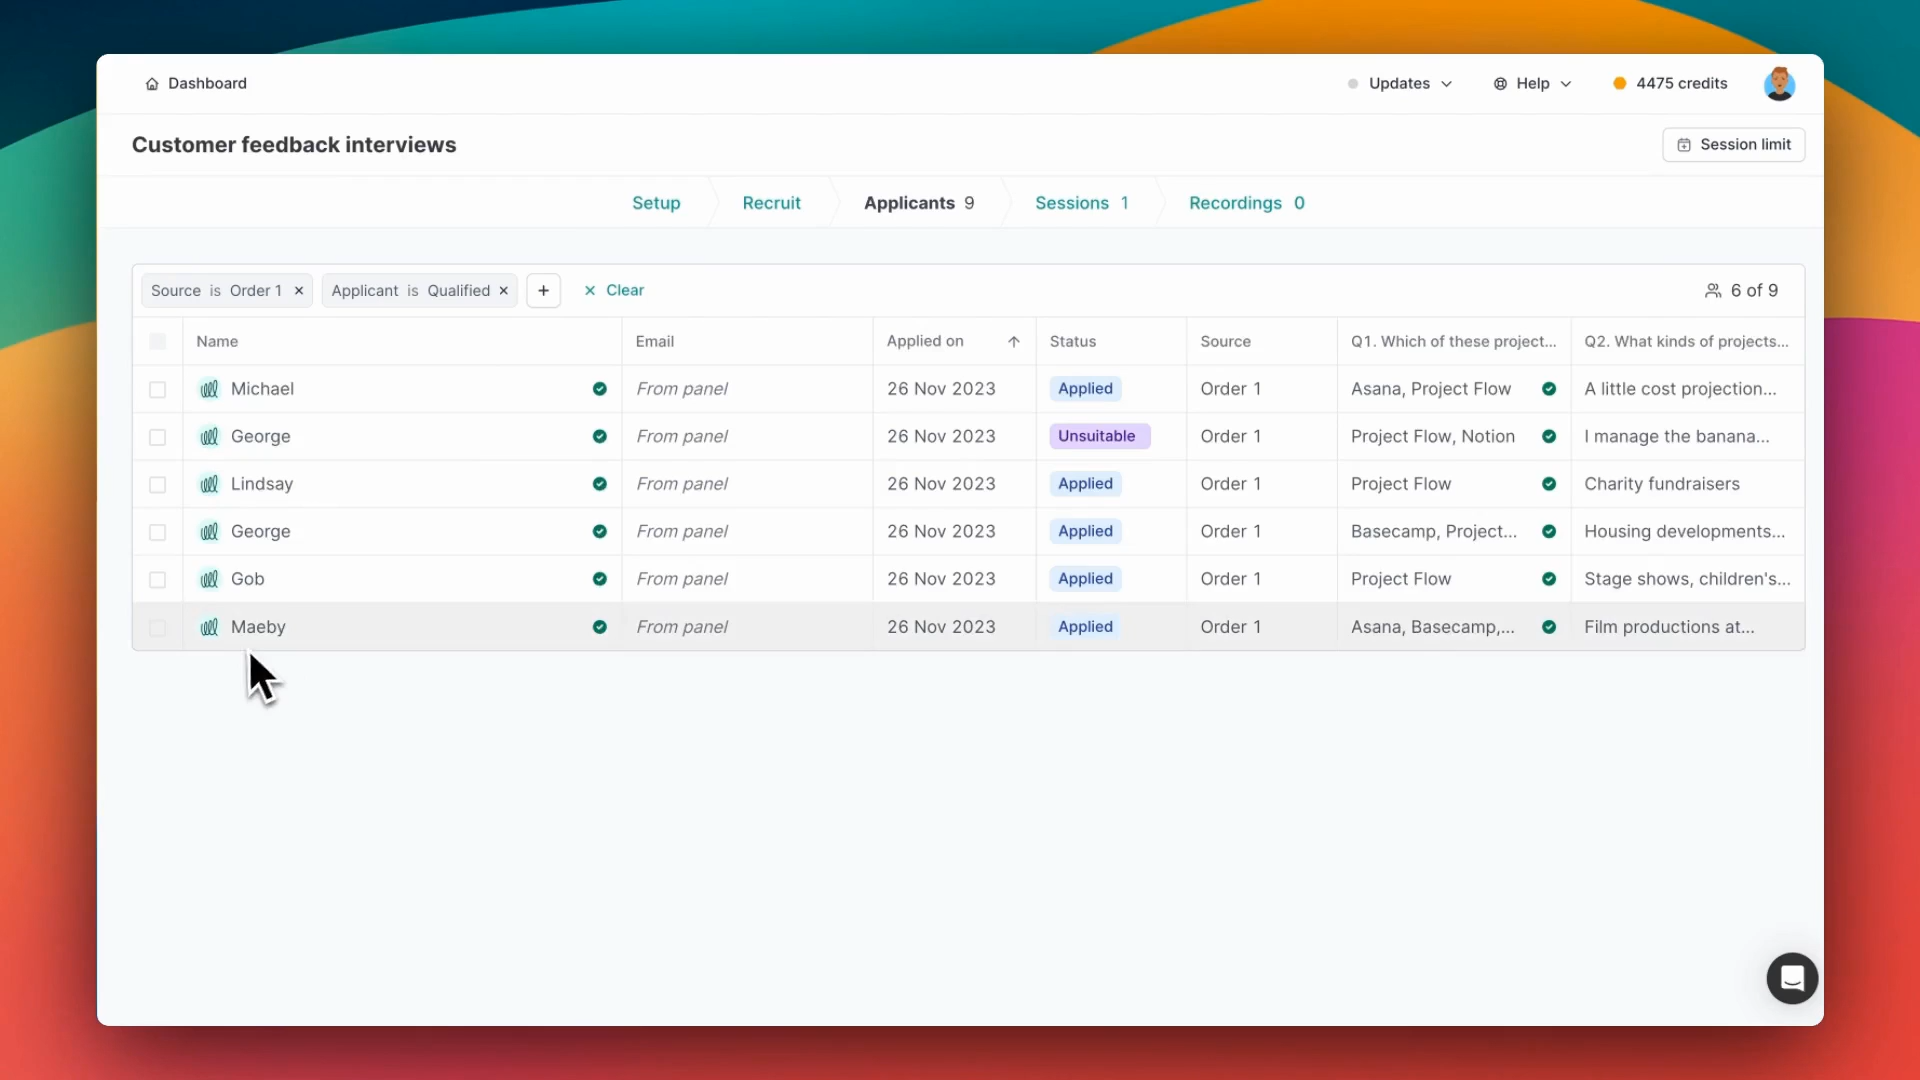 Dashboard
Updates
Help
4475 credits
Customer feedback interviews
Session limit
Setup
Recruit
Applicants 9
Sessions 1
Recordings 0
Source is Order 1 ×
Applicant is Qualified ×
+
× Clear
6 of 9
Name Email Applied on ↑ Status Source Q1. Which of these project... Q2. What kinds of projects...
Michael From panel 26 Nov 2023 Applied Order 1 Asana, Project Flow A little cost projection...
George From panel 26 Nov 2023 Unsuitable Order 1 Project Flow, Notion I manage the banana...
Lindsay From panel 26 Nov 2023 Applied Order 1 Project Flow Charity fundraisers
George From panel 26 Nov 2023 Applied Order 1 Basecamp, Project... Housing developments...
Gob From panel 26 Nov 2023 Applied Order 1 Project Flow Stage shows, children's...
Maeby From panel 26 Nov 2023 Applied Order 1 Asana, Basecamp,... Film productions at...